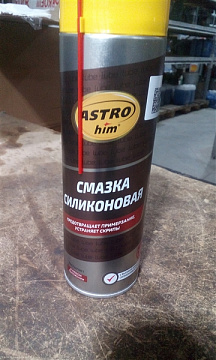 ASTRO
him
СМАЗКА
СИЛИКОНОВАЯ
ПРЕДОТВРАЩАЕТ ПРИМЕРЗАНИЕ,
УСТРАНЯЕТ СКРИПЫ